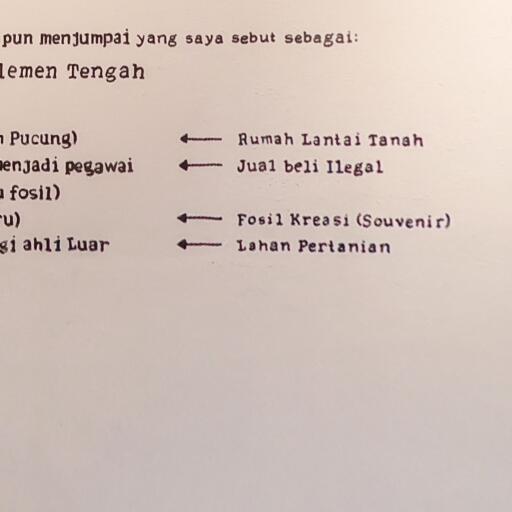 pun menjumpai yang saya sebut sebagai:
lemen Tengah
Pucung) ← Rumah Lantai Tanah
menjadi pegawai ← Jual beli Ilegal
fosil)
ru) ← Fosil Kreasi (Souvenir)
gi ahli Luar ← Lahan Pertanian